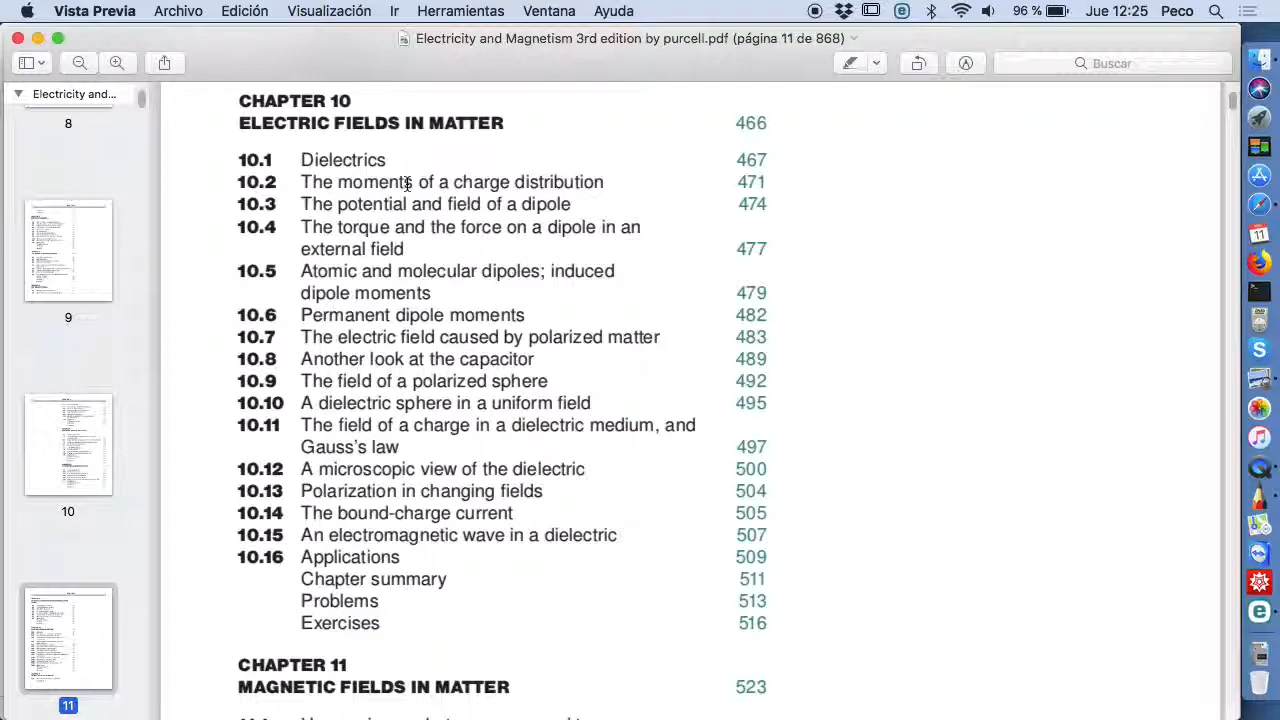 Vista Previa Archivo Edición Visualización Ir Herramientas Ventana Ayuda 96 % Jue 12:25 Peco
Electricity and Magnetism 3rd edition by purcell.pdf (página 11 de 868)
Buscar
Electricity and...
8
9
10
11
CHAPTER 10
ELECTRIC FIELDS IN MATTER 466
10.1 Dielectrics 467
10.2 The moments of a charge distribution 471
10.3 The potential and field of a dipole 474
10.4 The torque and the force on a dipole in an
external field 477
10.5 Atomic and molecular dipoles; induced
dipole moments 479
10.6 Permanent dipole moments 482
10.7 The electric field caused by polarized matter 483
10.8 Another look at the capacitor 489
10.9 The field of a polarized sphere 492
10.10 A dielectric sphere in a uniform field 495
10.11 The field of a charge in a dielectric medium, and
Gauss's law 497
10.12 A microscopic view of the dielectric 500
10.13 Polarization in changing fields 504
10.14 The bound-charge current 505
10.15 An electromagnetic wave in a dielectric 507
10.16 Applications 509
Chapter summary 511
Problems 513
Exercises 516
CHAPTER 11
MAGNETIC FIELDS IN MATTER 523
11